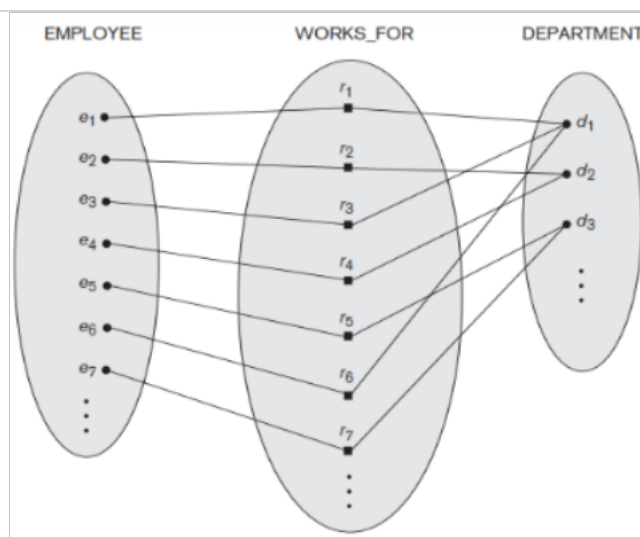 EMPLOYEE WORKS_FOR DEPARTMENT
e1
e2
e3
e4
e5
e6
e7
r1
r2
r3
r4
r5
r6
r7
d1
d2
d3